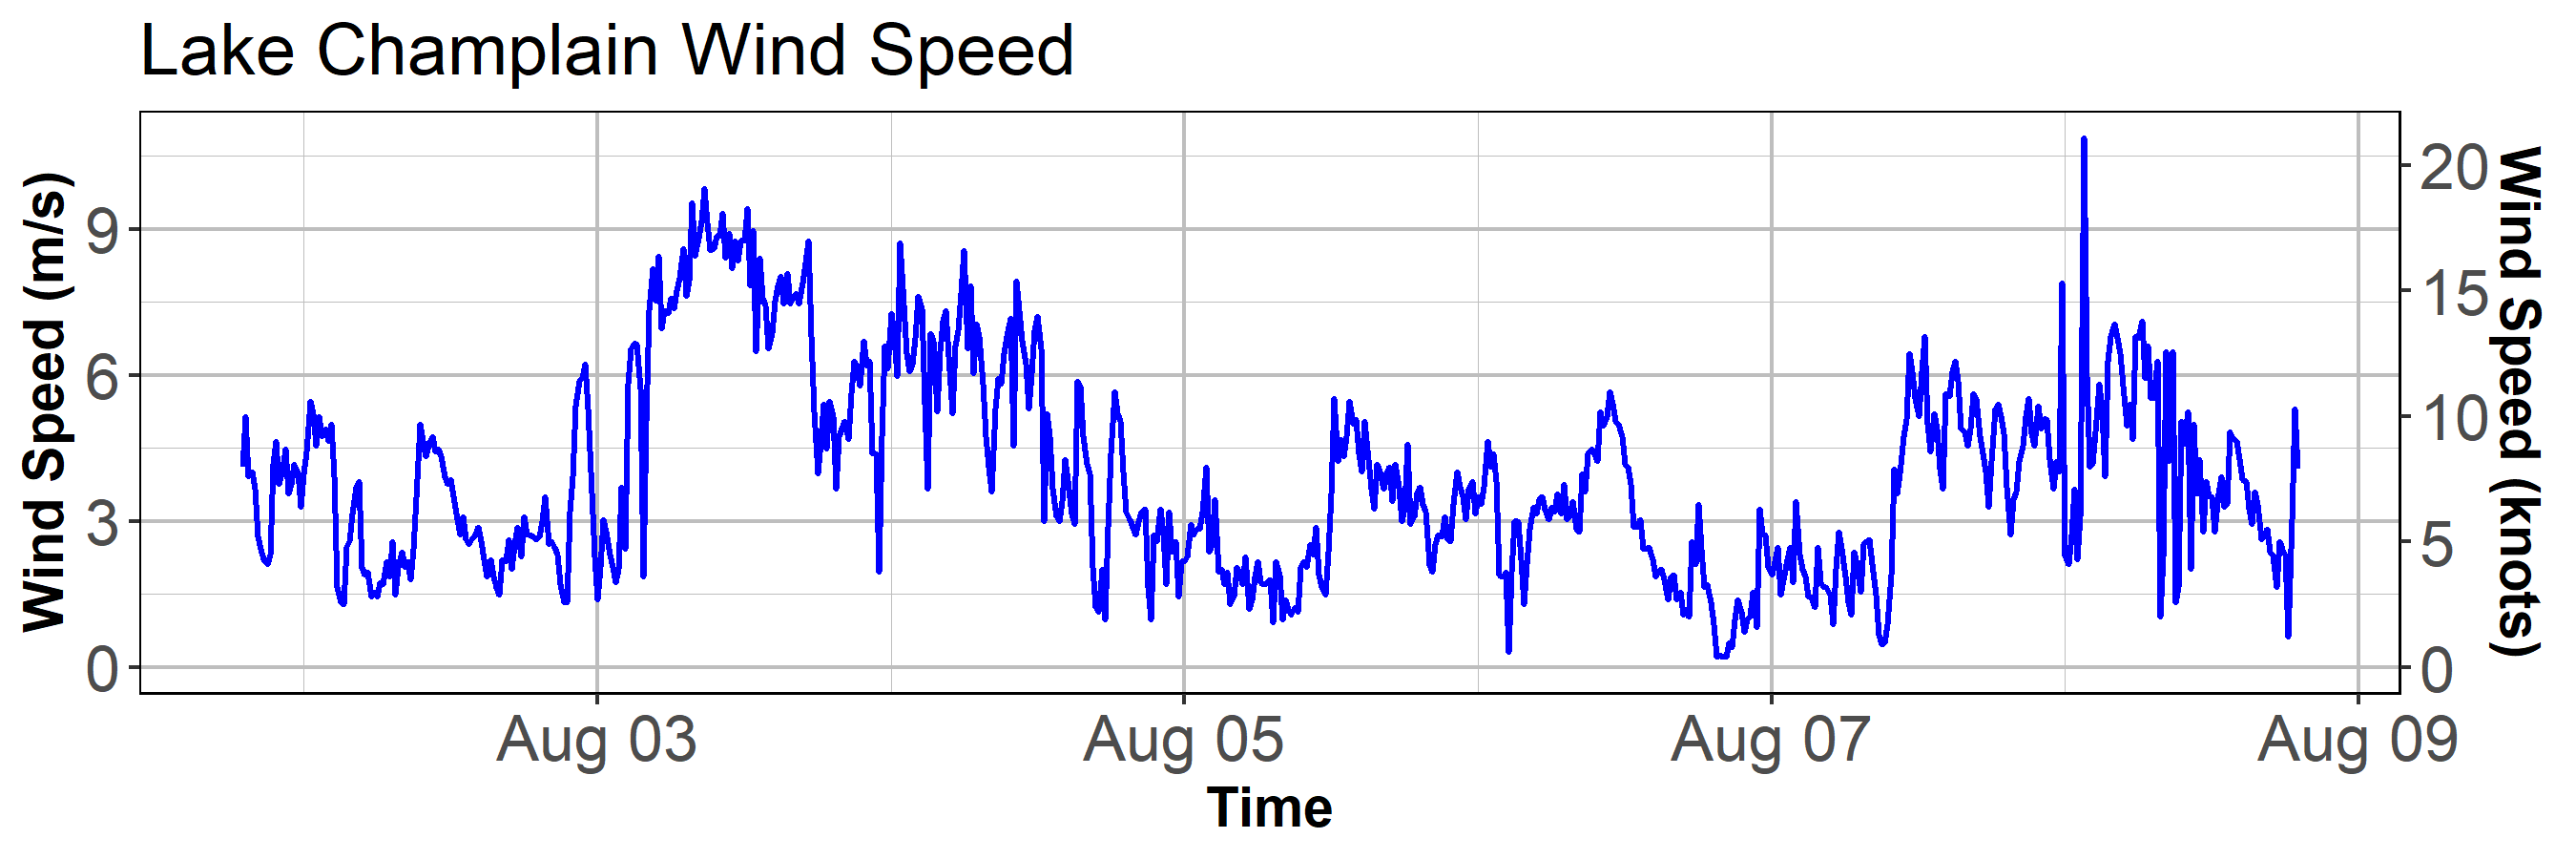 Lake Champlain Wind Speed
Wind Speed (m/s)
9
6
3
0
20
15
10
5
0
Wind Speed (knots)
Aug 03 Aug 05 Aug 07 Aug 09
Time